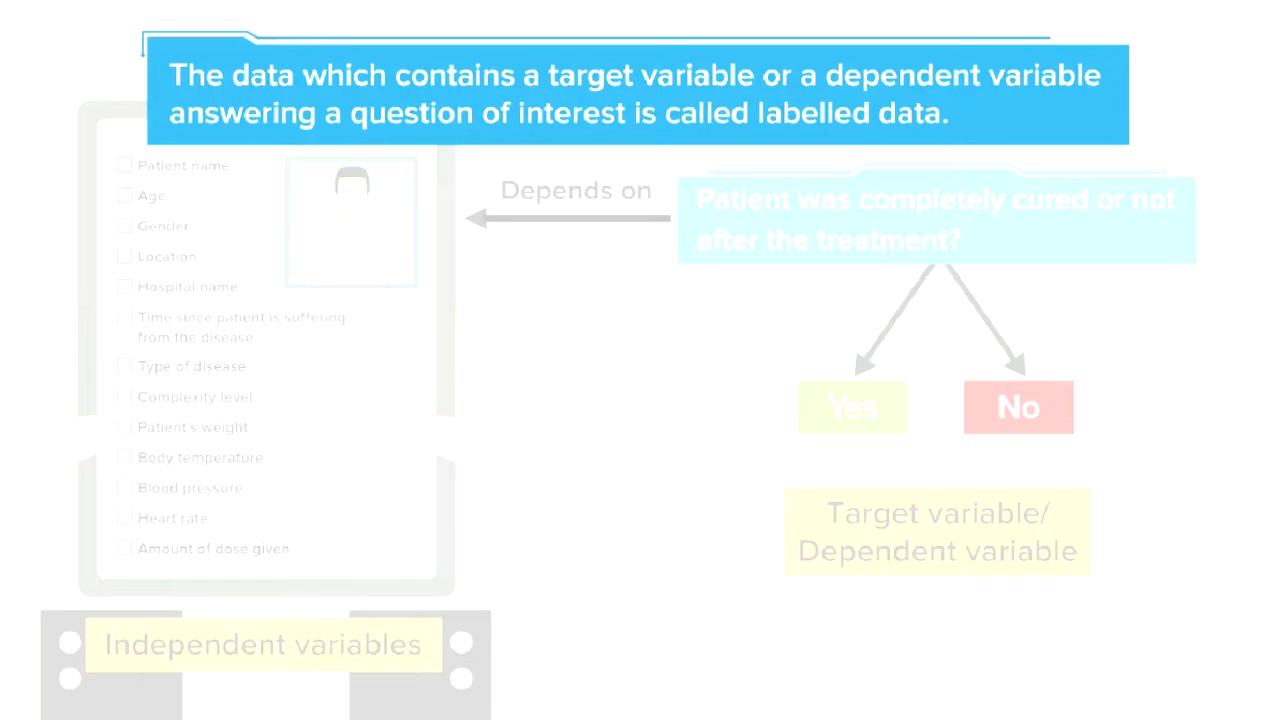 The data which contains a target variable or a dependent variable
answering a question of interest is called labelled data.
Patient name
Age
Gender
Location
Hospital name
Time since patient is suffering
from the disease
Type of disease
Complexity level
Patient's weight
Body temperature
Blood pressure
Heart rate
Amount of dose given
Independent variables
Depends on
Patient was completely cured or not
after the treatment?
Yes
No
Target variable/
Dependent variable